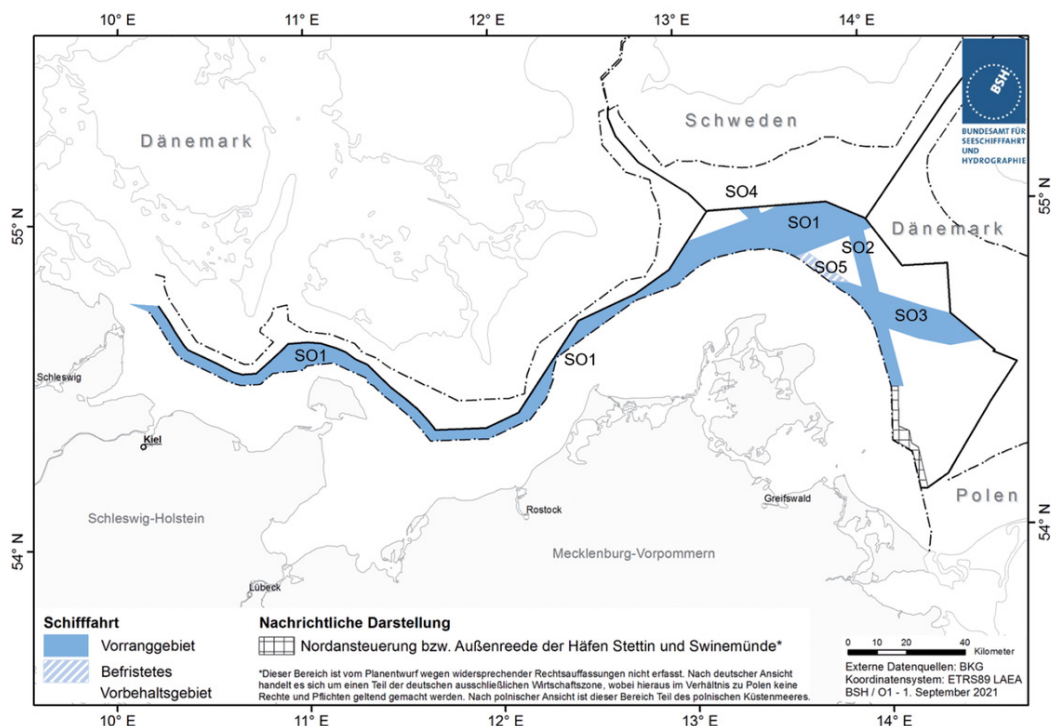 10° E
11° E
12° E
13° E
14° E
BSH
BUNDESAMT FÜR
SEESCHIFFFAHRT
UND
HYDROGRAPHIE
Dänemark
Schweden
SO4
SO1
SO2
Dänemark
SO5
SO3
55° N
55° N
SO1
SO1
Schleswig
Kiel
Polen
Schleswig-Holstein
Rostock
Greifswald
Mecklenburg-Vorpommern
54° N
54° N
Lübeck
Schifffahrt
Vorranggebiet
Befristetes
Vorbehaltsgebiet
Nachrichtliche Darstellung
Nordansteuerung bzw. Außenreede der Häfen Stettin und Swinemünde*
*Dieser Bereich ist vom Planentwurf wegen widersprechender Rechtsauffassungen nicht erfasst. Nach deutscher Ansicht
handelt es sich um einen Teil der deutschen ausschließlichen Wirtschaftszone, wobei hieraus im Verhältnis zu Polen keine
Rechte und Pflichten geltend gemacht werden. Nach polnischer Ansicht ist dieser Bereich Teil des polnischen Küstenmeeres.
0 10 20 40
Kilometer
Externe Datenquellen: BKG
Koordinatensystem: ETRS89 LAEA
BSH / O1 - 1. September 2021
10° E
11° E
12° E
13° E
14° E